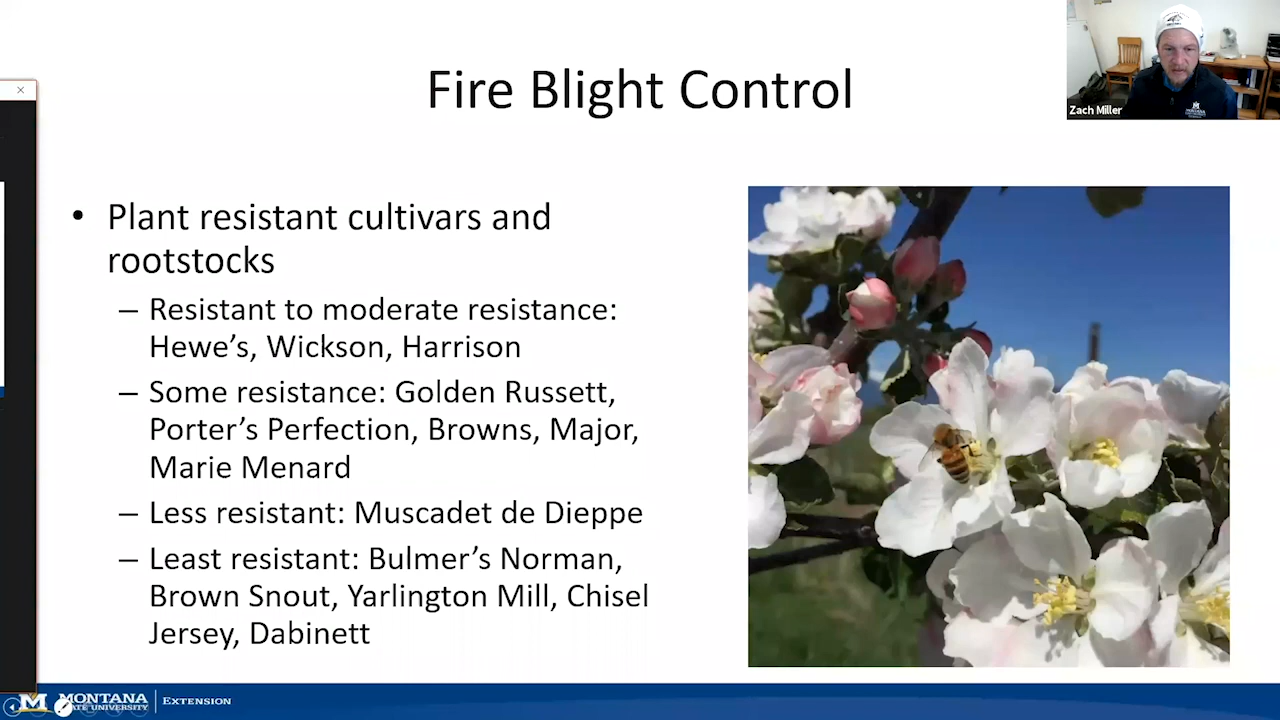 Fire Blight Control
Zach Miller
• Plant resistant cultivars and
rootstocks
– Resistant to moderate resistance:
Hewe's, Wickson, Harrison
– Some resistance: Golden Russett,
Porter's Perfection, Browns, Major,
Marie Menard
– Less resistant: Muscadet de Dieppe
– Least resistant: Bulmer's Norman,
Brown Snout, Yarlington Mill, Chisel
Jersey, Dabinett
M MONTANA
STATE UNIVERSITY
EXTENSION